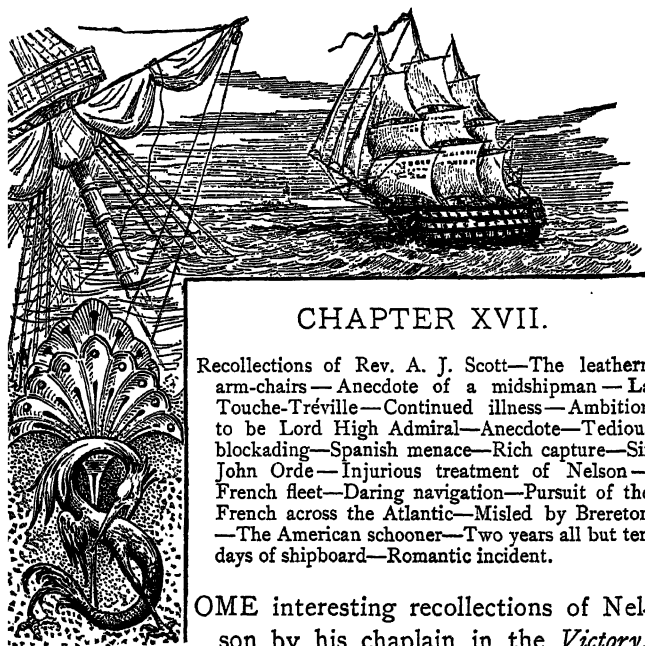 CHAPTER XVII.
Recollections of Rev. A. J. Scott—The leathern
arm-chairs — Anecdote of a midshipman — La
Touche-Tréville—Continued illness—Ambition
to be Lord High Admiral—Anecdote—Tediou
blockading—Spanish menace—Rich capture—Si
John Orde—Injurious treatment of Nelson—
French fleet—Daring navigation—Pursuit of the
French across the Atlantic—Misled by Brereton
—The American schooner—Two years all but ten
days of shipboard—Romantic incident.
OME interesting recollections of Nel-
son by his chaplain in the Victory,